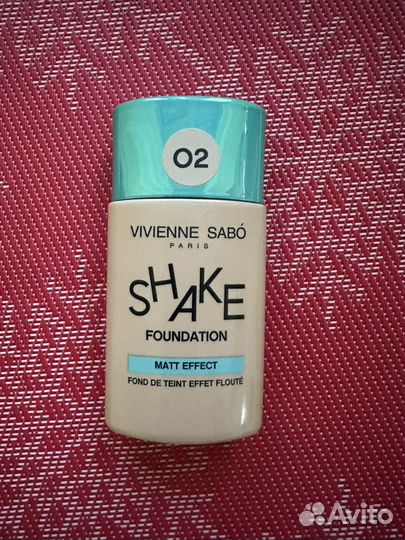 02
VIVIENNE SABÓ
PARIS
SHAKE
FOUNDATION
MATT EFFECT
FOND DE TEINT EFFET FLOUTÉ
Avito